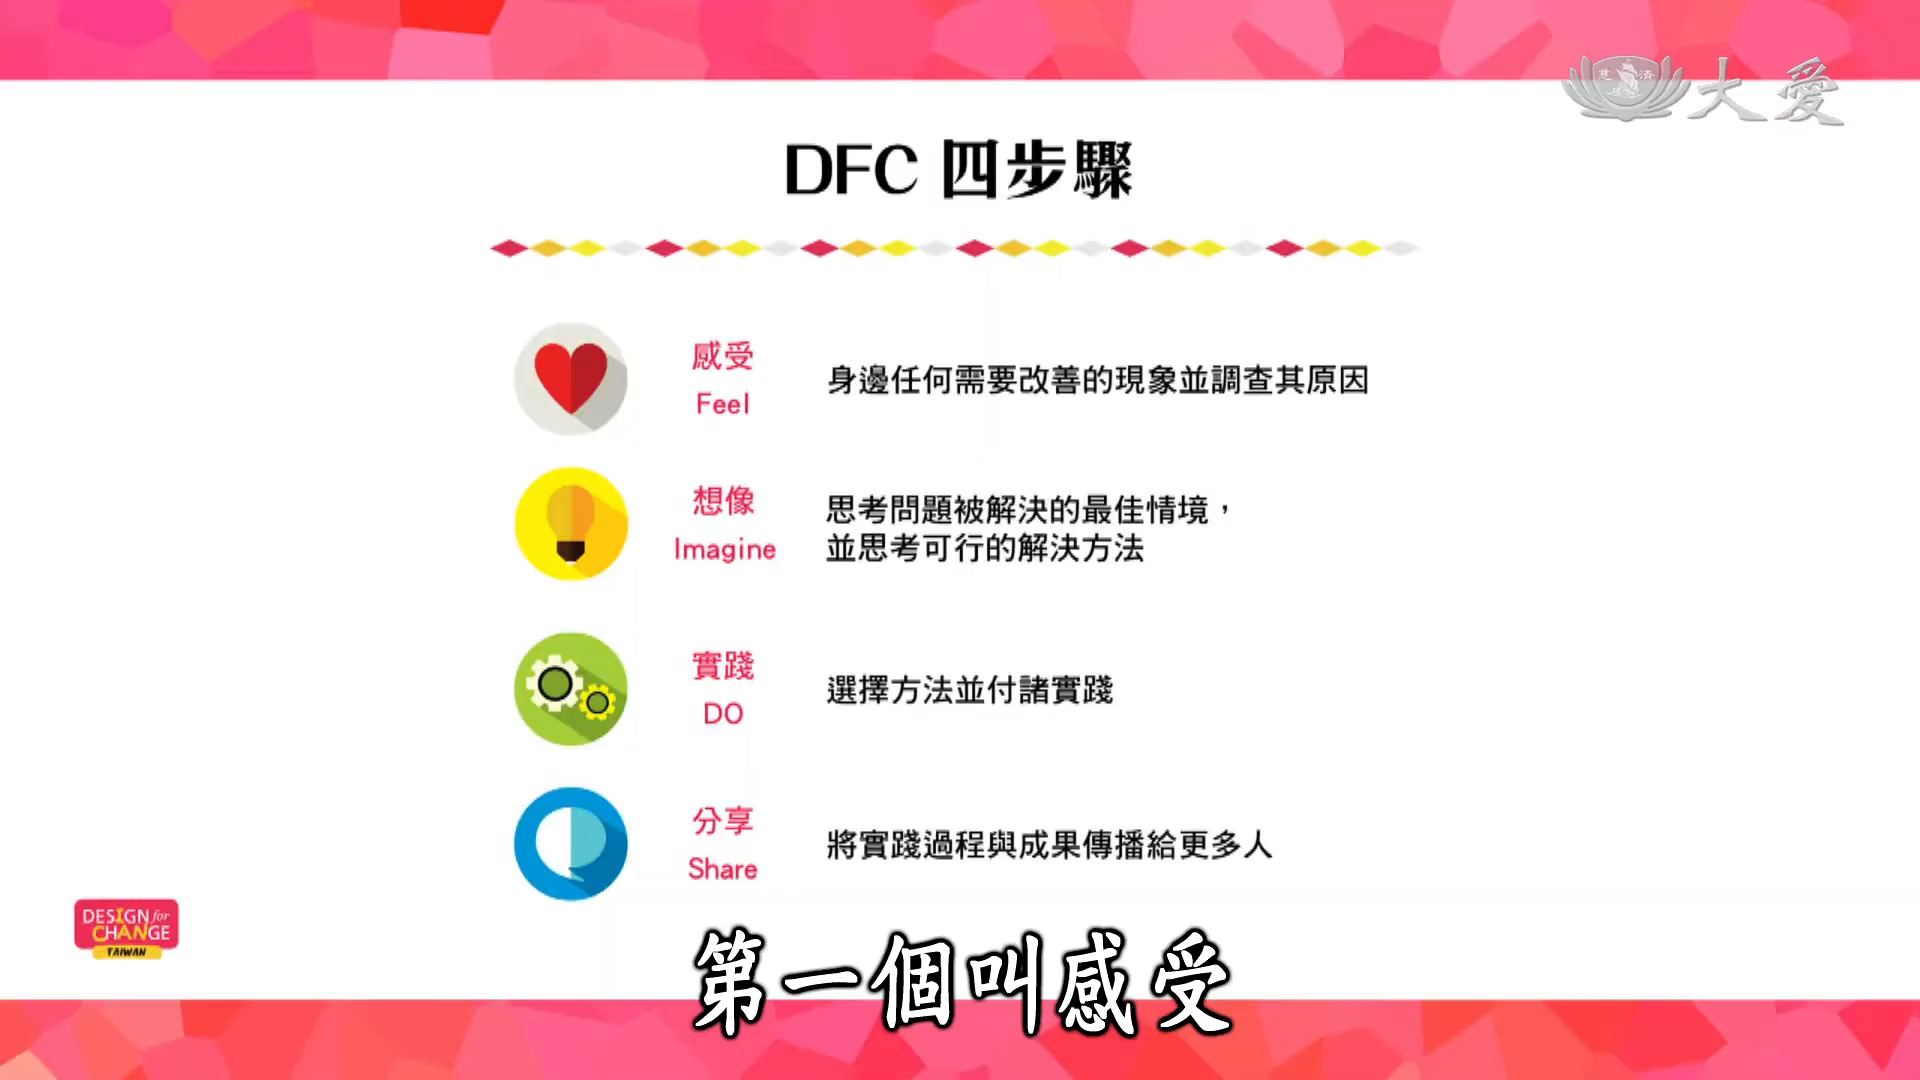 慈濟
大愛
DFC 四步驟
感受
Feel
身邊任何需要改善的現象並調查其原因
想像
Imagine
思考問題被解決的最佳情境，
並思考可行的解決方法
實踐
DO
選擇方法並付諸實踐
分享
Share
將實踐過程與成果傳播給更多人
DESIGN for
CHANGE
TAIWAN
第一個叫感受